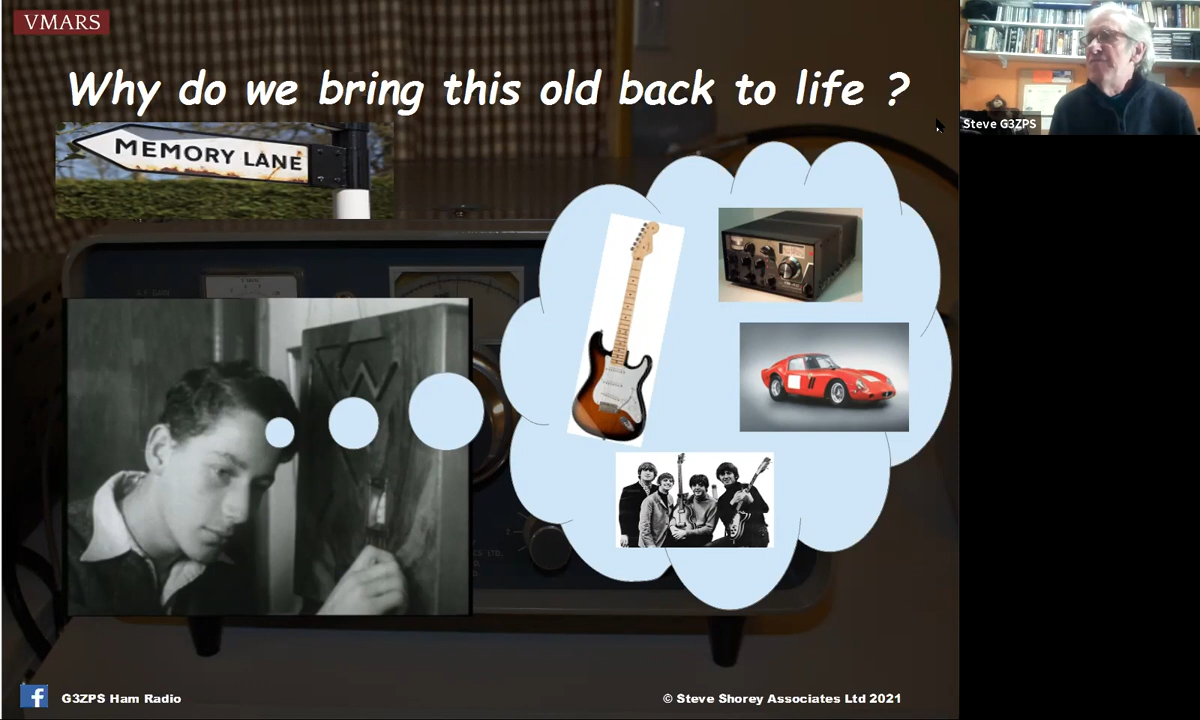 VMARS
Why do we bring this old back to life ?
MEMORY LANE
Steve G3ZPS
G3ZPS Ham Radio
© Steve Shorey Associates Ltd 2021